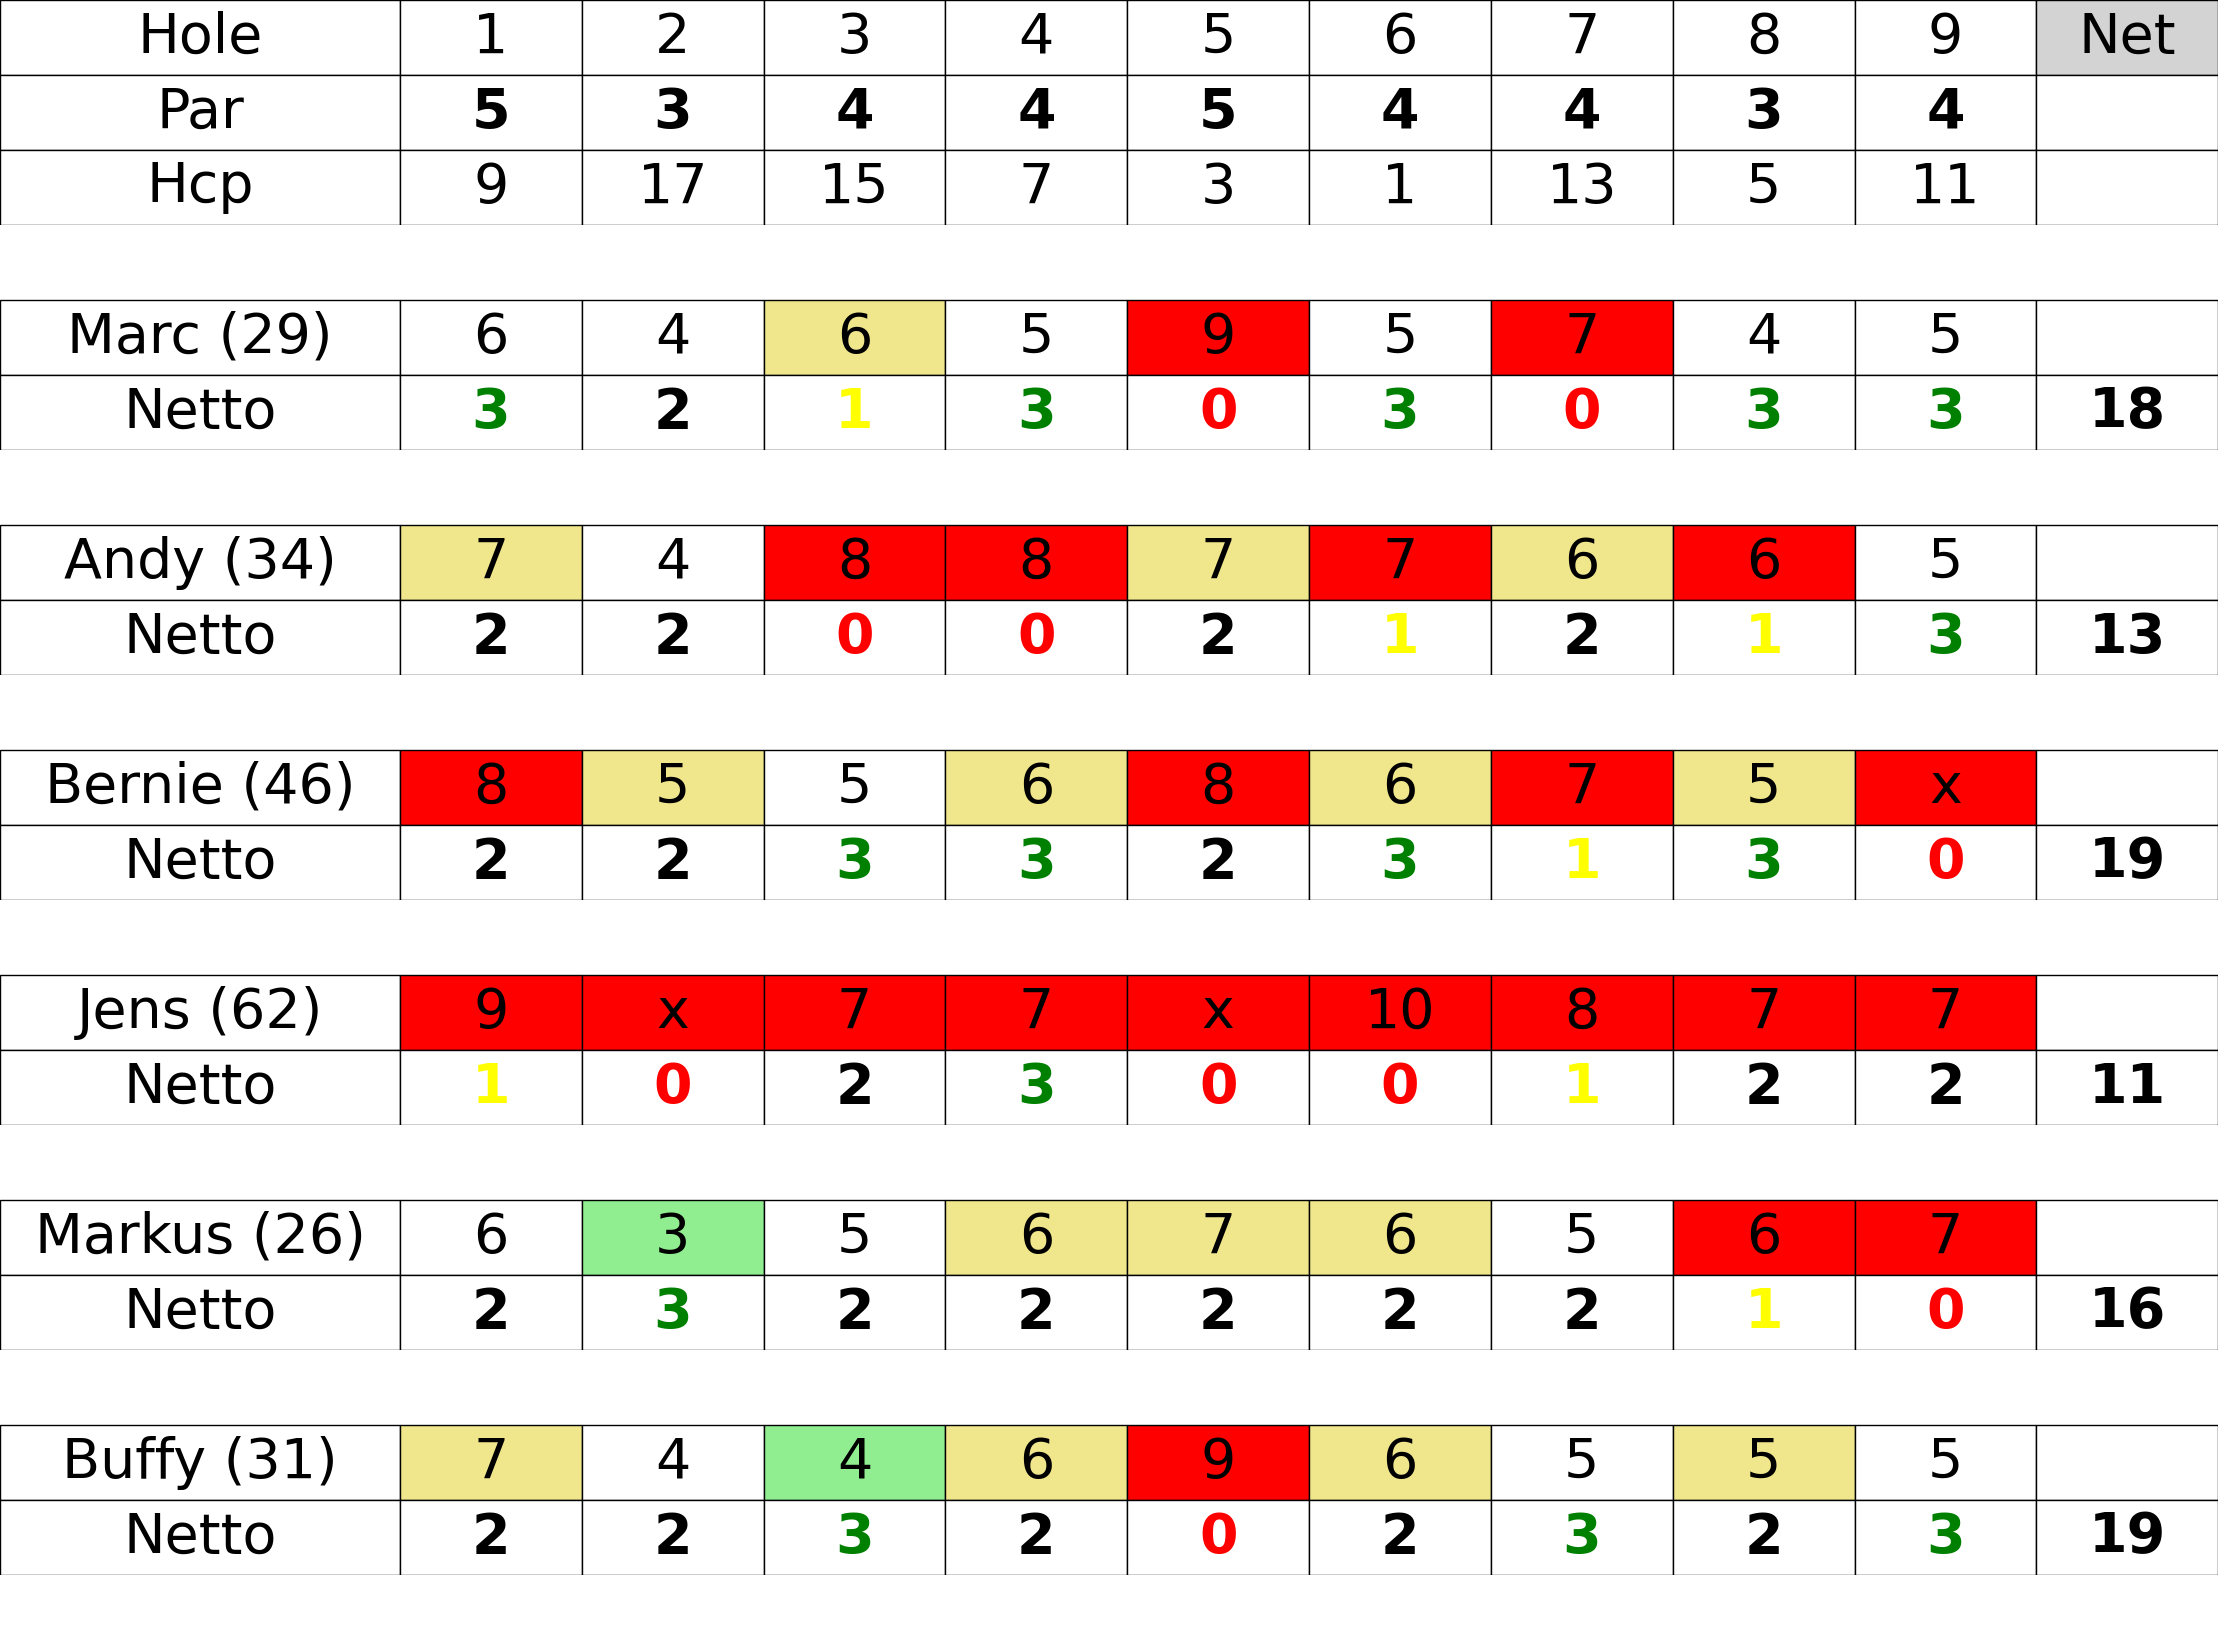 Hole 1 2 3 4 5 6 7 8 9 Net
Par 5 3 4 4 5 4 4 3 4
Hcp 9 17 15 7 3 1 13 5 11
Marc (29) 6 4 6 5 9 5 7 4 5
Netto 3 2 1 3 0 3 0 3 3 18
Andy (34) 7 4 8 8 7 7 6 6 5
Netto 2 2 0 0 2 1 2 1 3 13
Bernie (46) 8 5 5 6 8 6 7 5 x
Netto 2 2 3 3 2 3 1 3 0 19
Jens (62) 9 x 7 7 x 10 8 7 7
Netto 1 0 2 3 0 0 1 2 2 11
Markus (26) 6 3 5 6 7 6 5 6 7
Netto 2 3 2 2 2 2 2 1 0 16
Buffy (31) 7 4 4 6 9 6 5 5 5
Netto 2 2 3 2 0 2 3 2 3 19